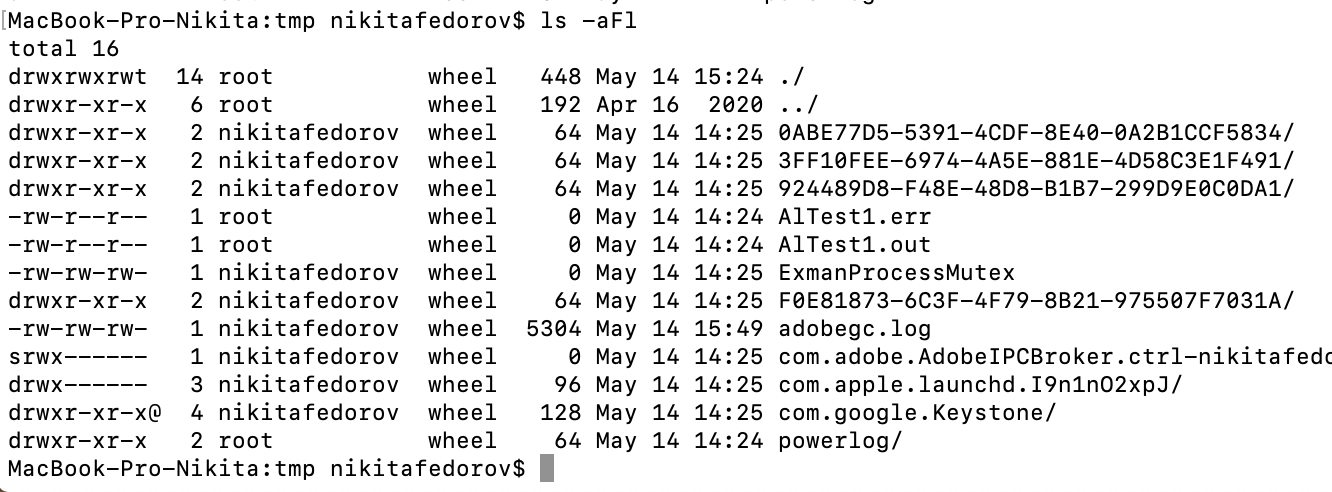 MacBook-Pro-Nikita:tmp nikitafedorov$ ls -aFl
total 16
drwxrwxrwt  14 root           wheel   448 May 14 15:24 ./
drwxr-xr-x   6 root           wheel   192 Apr 16  2020 ../
drwxr-xr-x   2 nikitafedorov  wheel    64 May 14 14:25 0ABE77D5-5391-4CDF-8E40-0A2B1CCF5834/
drwxr-xr-x   2 nikitafedorov  wheel    64 May 14 14:25 3FF10FEE-6974-4A5E-881E-4D58C3E1F491/
drwxr-xr-x   2 nikitafedorov  wheel    64 May 14 14:25 924489D8-F48E-48D8-B1B7-299D9E0C0DA1/
-rw-r--r--   1 root           wheel     0 May 14 14:24 AlTest1.err
-rw-r--r--   1 root           wheel     0 May 14 14:24 AlTest1.out
-rw-rw-rw-   1 nikitafedorov  wheel     0 May 14 14:25 ExmanProcessMutex
drwxr-xr-x   2 nikitafedorov  wheel    64 May 14 14:25 F0E81873-6C3F-4F79-8B21-975507F7031A/
-rw-rw-rw-   1 nikitafedorov  wheel  5304 May 14 15:49 adobegc.log
srwx------   1 nikitafedorov  wheel     0 May 14 14:25 com.adobe.AdobeIPCBroker.ctrl-nikitafedo
drwx------   3 nikitafedorov  wheel    96 May 14 14:25 com.apple.launchd.I9n1nO2xpJ/
drwxr-xr-x@  4 nikitafedorov  wheel   128 May 14 14:25 com.google.Keystone/
drwxr-xr-x   2 root           wheel    64 May 14 14:24 powerlog/
MacBook-Pro-Nikita:tmp nikitafedorov$